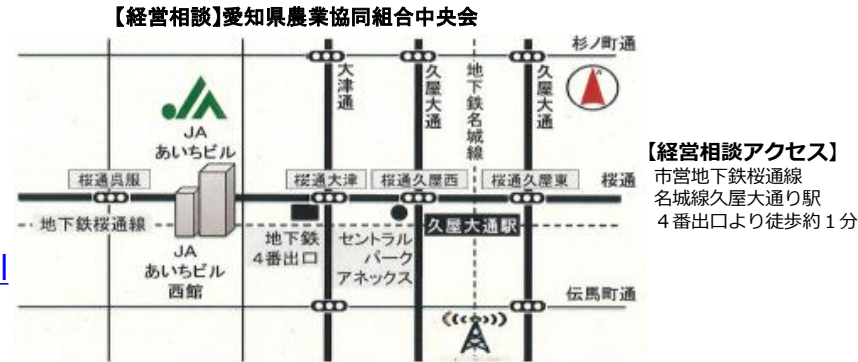 【経営相談】愛知県農業協同組合中央会
杉ノ町通
大津通
久屋大通
地下鉄名城線
久屋大通
JA
あいちビル
桜通呉服
桜通大津
桜通久屋西
桜通久屋東
桜通
地下鉄桜通線
久屋大通駅
地下鉄
4番出口
セントラル
パーク
アネックス
JA
あいちビル
西館
伝馬町通
【経営相談アクセス】
市営地下鉄桜通線
名城線久屋大通り駅
４番出口より徒歩約１分